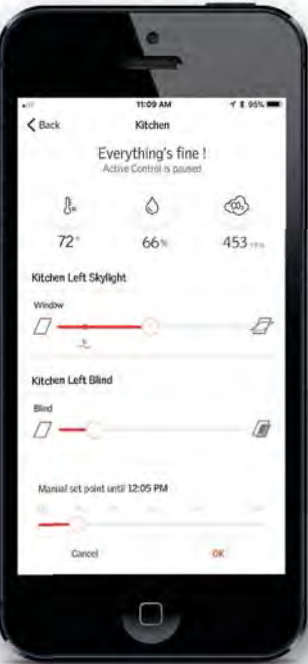 11:09 AM
95%
Back
Kitchen
Everything's fine !
Active Control is paused
CO₂
72°
66%
453
Kitchen Left Skylight
Window
Kitchen Left Blind
Blind
Manual set point until 12:05 PM
Cancel
OK